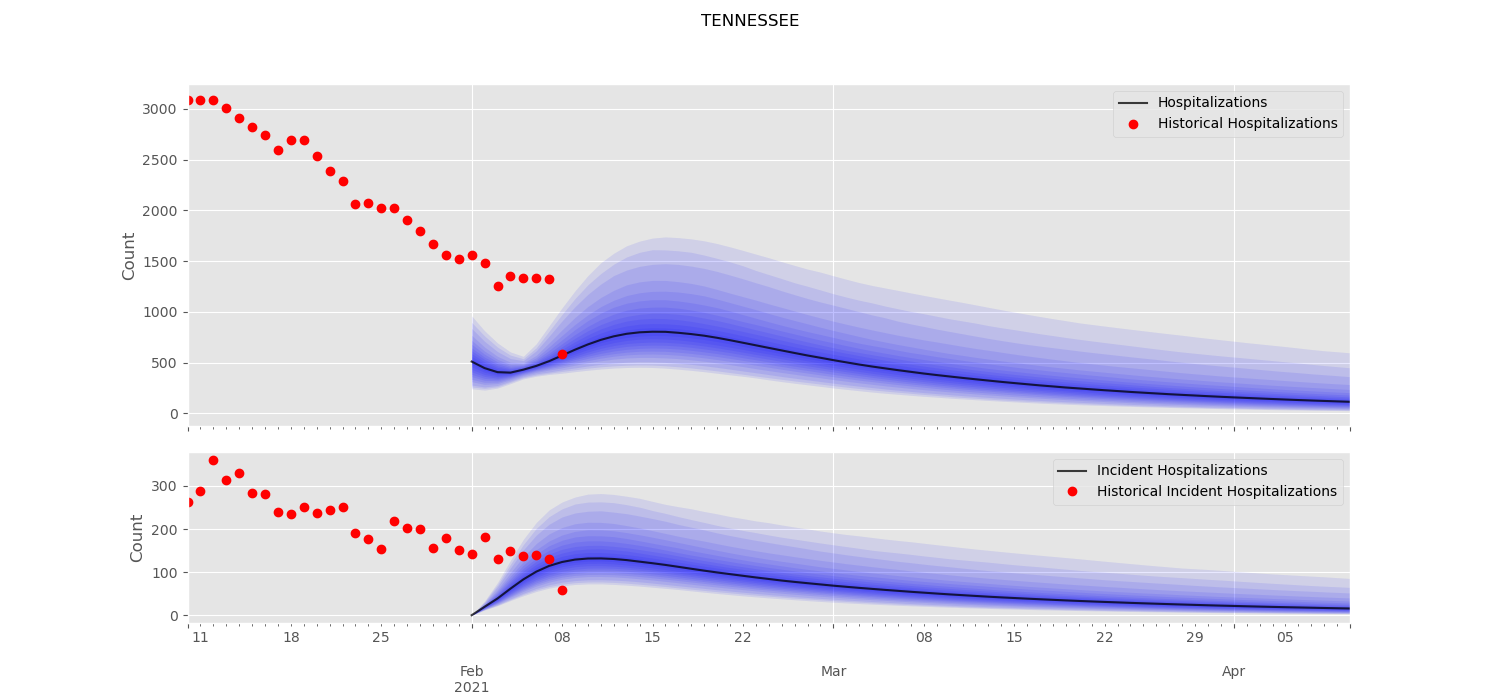 TENNESSEE
Hospitalizations
Historical Hospitalizations
3000
2500
2000
1500
1000
500
0
Count
Incident Hospitalizations
Historical Incident Hospitalizations
300
200
100
0
Count
11 18 25 08 15 22 08 15 22 29 05
Feb Mar Apr
2021